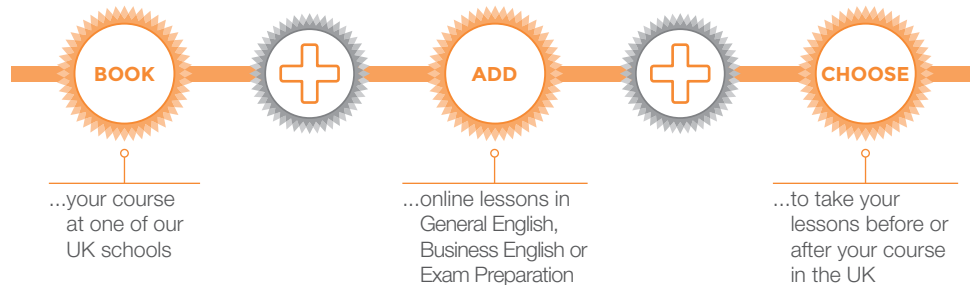 BOOK
...your course
at one of our
UK schools
ADD
...online lessons in
General English,
Business English or
Exam Preparation
CHOOSE
...to take your
lessons before or
after your course
in the UK